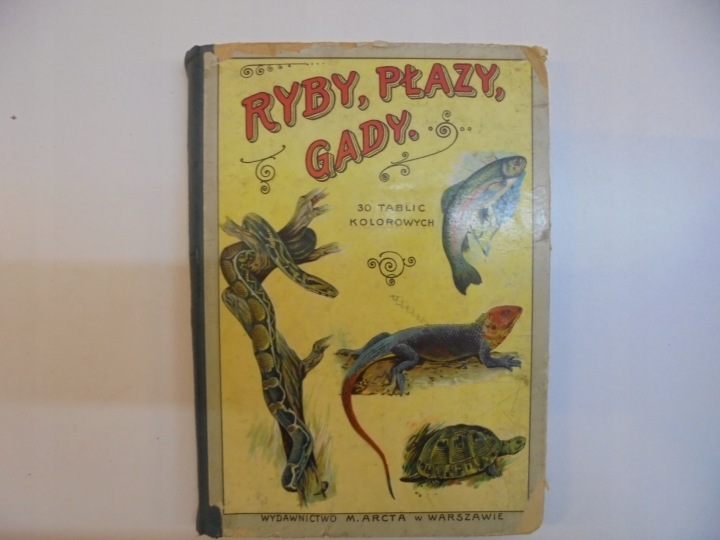 RYBY, PŁAZY,
GADY.
30 TABLIC
KOLOROWYCH
WYDAWNICTWO M. ARCTA W WARSZAWIE